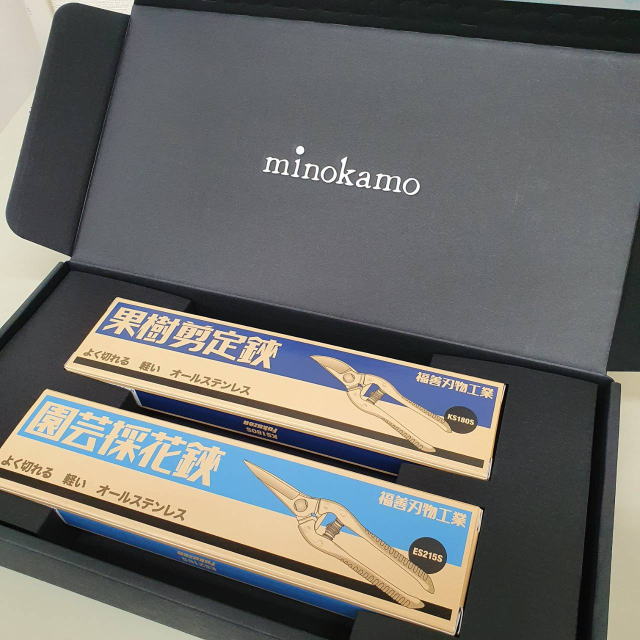 minokamo
果樹剪定鋏
福善刃物工業
よく切れる 軽い オールステンレス
KS180S
KS180S
Fukuzen
園芸採花鋏
福善刃物工業
よく切れる 軽い オールステンレス
ES215S